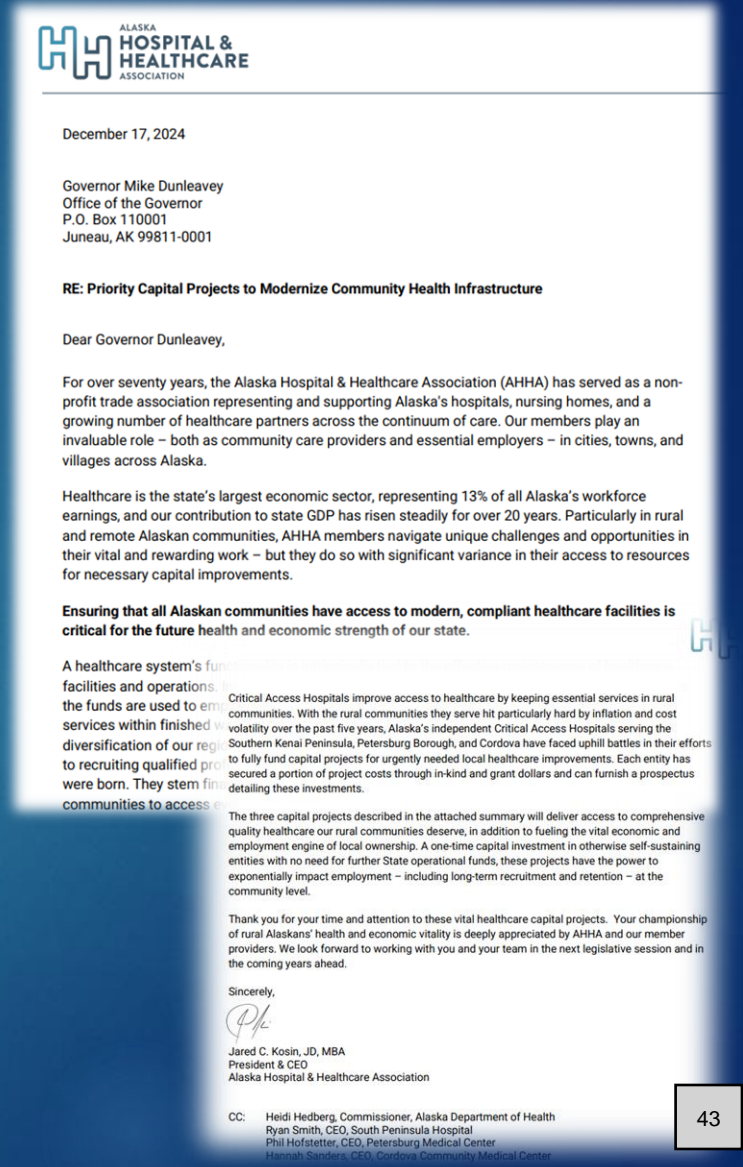 ALASKA
HOSPITAL &
HEALTHCARE
ASSOCIATION
December 17, 2024
Governor Mike Dunleavey
Office of the Governor
P.O. Box 110001
Juneau, AK 99811-0001
RE: Priority Capital Projects to Modernize Community Health Infrastructure
Dear Governor Dunleavey,
For over seventy years, the Alaska Hospital & Healthcare Association (AHHA) has served as a non-
profit trade association representing and supporting Alaska's hospitals, nursing homes, and a
growing number of healthcare partners across the continuum of care. Our members play an
invaluable role – both as community care providers and essential employers – in cities, towns, and
villages across Alaska.
Healthcare is the state's largest economic sector, representing 13% of all Alaska's workforce
earnings, and our contribution to state GDP has risen steadily for over 20 years. Particularly in rural
and remote Alaskan communities, AHHA members navigate unique challenges and opportunities in
their vital and rewarding work – but they do so with significant variance in their access to resources
for necessary capital improvements.
Ensuring that all Alaskan communities have access to modern, compliant healthcare facilities is
critical for the future health and economic strength of our state.
A healthcare system's
facilities and operations.
the funds are used to
services within finished
diversification of our
to recruiting qualified
were born. They stem
communities to access
Critical Access Hospitals improve access to healthcare by keeping essential services in rural
communities. With the rural communities they serve hit particularly hard by inflation and cost
volatility over the past five years, Alaska's independent Critical Access Hospitals serving the
Southern Kenai Peninsula, Petersburg Borough, and Cordova have faced uphill battles in their efforts
to fully fund capital projects for urgently needed local healthcare improvements. Each entity has
secured a portion of project costs through in-kind and grant dollars and can furnish a prospectus
detailing these investments.
The three capital projects described in the attached summary will deliver access to comprehensive
quality healthcare our rural communities deserve, in addition to fueling the vital economic and
employment engine of local ownership. A one-time capital investment in otherwise self-sustaining
entities with no need for further State operational funds, these projects have the power to
exponentially impact employment – including long-term recruitment and retention – at the
community level.
Thank you for your time and attention to these vital healthcare capital projects. Your championship
of rural Alaskans' health and economic vitality is deeply appreciated by AHHA and our member
providers. We look forward to working with you and your team in the next legislative session and in
the coming years ahead.
Sincerely,
Jared C. Kosin, JD, MBA
President & CEO
Alaska Hospital & Healthcare Association
CC: Heidi Hedberg, Commissioner, Alaska Department of Health
Ryan Smith, CEO, South Peninsula Hospital
Phil Hofstetter, CEO, Petersburg Medical Center
Hannah Sanders, CEO, Cordova Community Medical Center
43